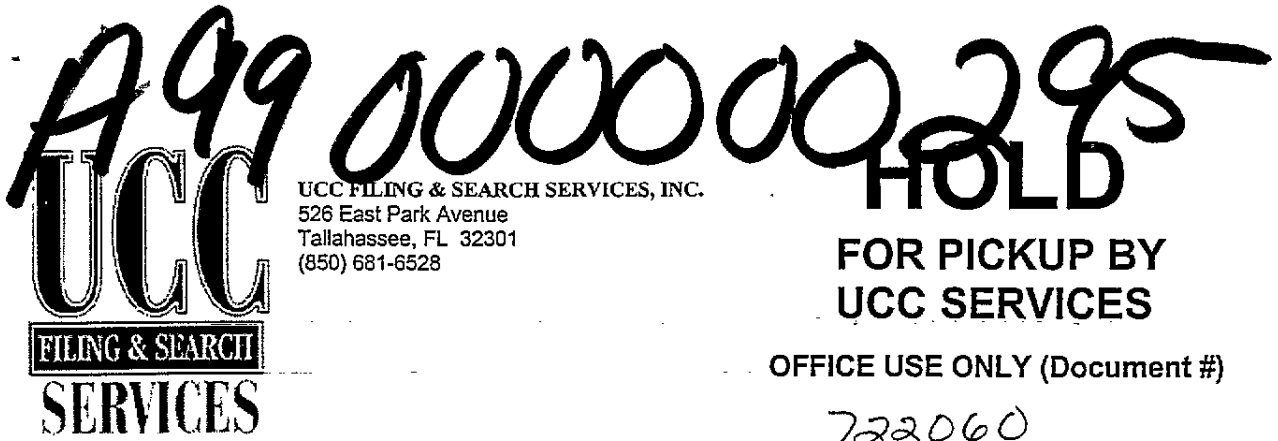 A99 000000295
UCC
FILING & SEARCH
SERVICES
UCC FILING & SEARCH SERVICES, INC.
526 East Park Avenue
Tallahassee, FL 32301
(850) 681-6528
HOLD
FOR PICKUP BY
UCC SERVICES
OFFICE USE ONLY (Document #)
722060